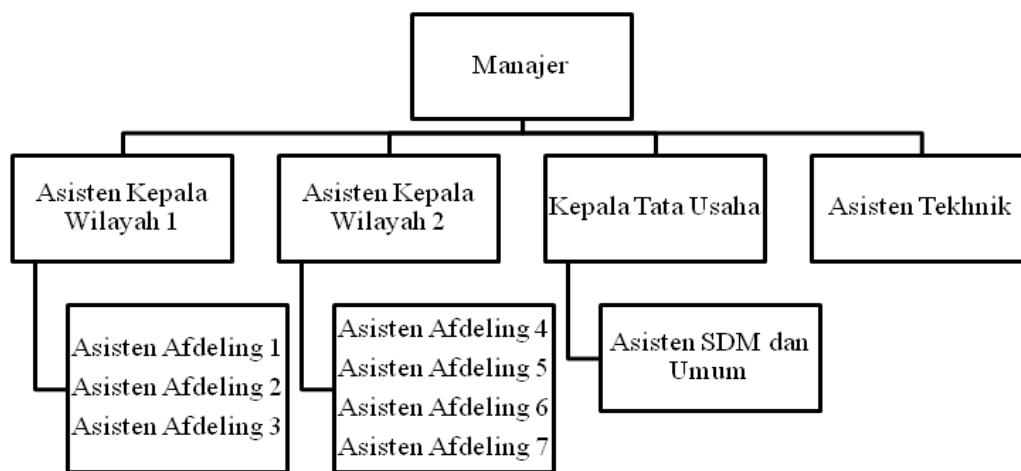 Manajer
Asisten Kepala
Wilayah 1
Asisten Kepala
Wilayah 2
Kepala Tata Usaha
Asisten Tekhnik
Asisten Afdeling 1
Asisten Afdeling 2
Asisten Afdeling 3
Asisten Afdeling 4
Asisten Afdeling 5
Asisten Afdeling 6
Asisten Afdeling 7
Asisten SDM dan
Umum